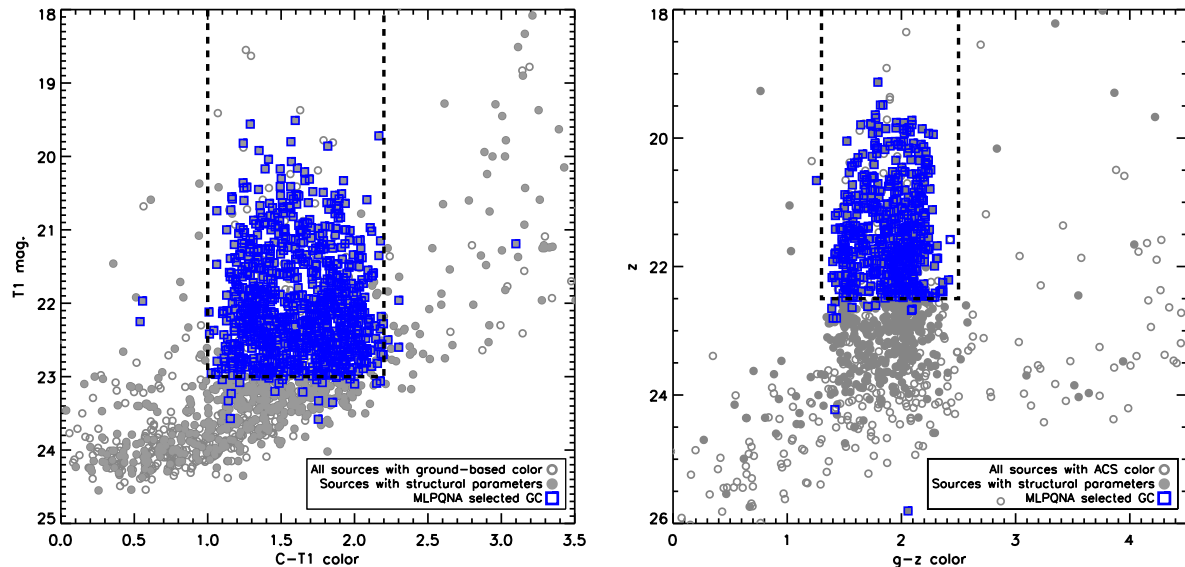 18
19
20
21
22
23
24
25
T1 mag.
0.0 0.5 1.0 1.5 2.0 2.5 3.0 3.5
C-T1 color
All sources with ground-based color
Sources with structural parameters
MLPQNA selected GC
18
20
22
24
26
z
0 1 2 3 4
g-z color
All sources with ACS color
Sources with structural parameters
MLPQNA selected GC